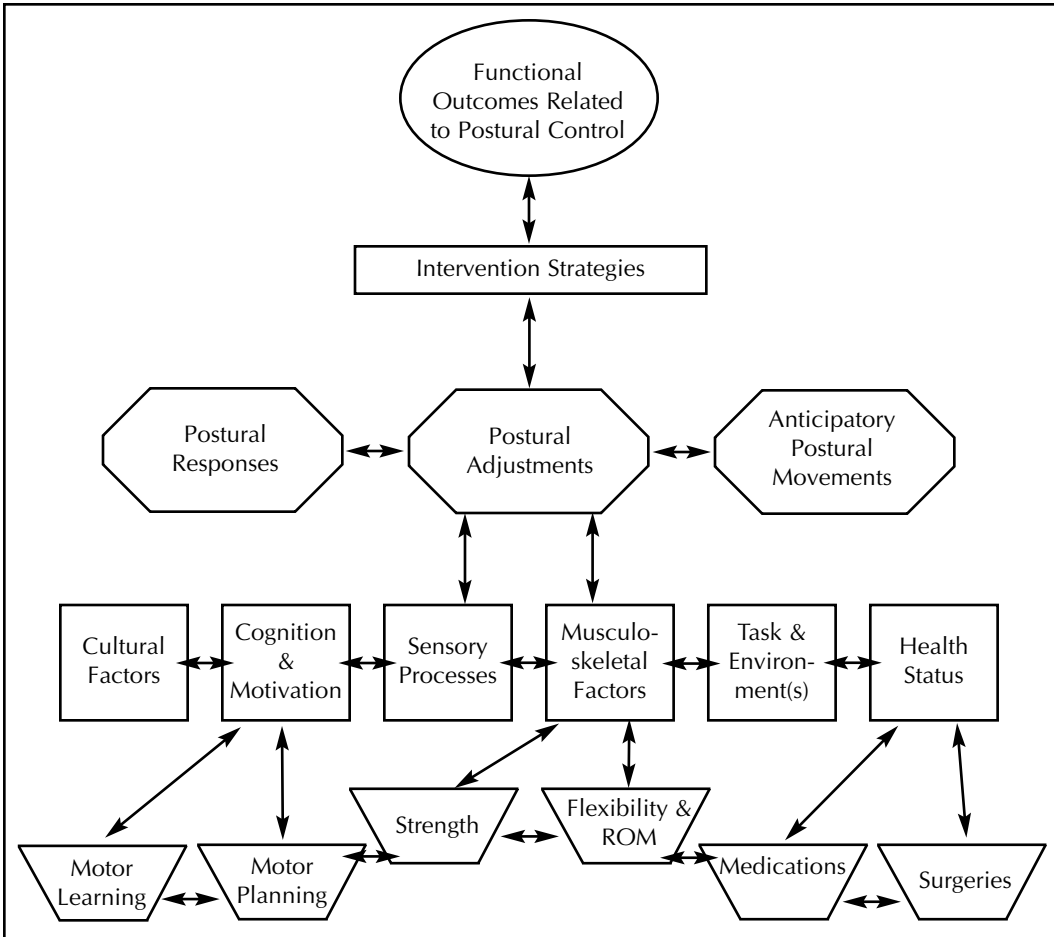 Functional
Outcomes Related
to Postural Control
Intervention Strategies
Postural
Responses
Postural
Adjustments
Anticipatory
Postural
Movements
Cultural
Factors
Cognition
&
Motivation
Sensory
Processes
Musculo-
skeletal
Factors
Task &
Environ-
ment(s)
Health
Status
Strength
Flexibility &
ROM
Motor
Learning
Motor
Planning
Medications
Surgeries